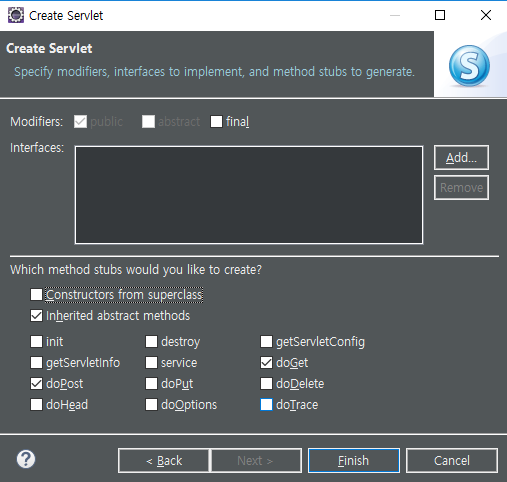 Create Servlet
Create Servlet
Specify modifiers, interfaces to implement, and method stubs to generate.
S
Modifiers: public abstract final
Interfaces:
Add...
Remove
Which method stubs would you like to create?
Constructors from superclass
Inherited abstract methods
init destroy getServletConfig
getServletInfo service doGet
doPost doPut doDelete
doHead doOptions doTrace
? < Back Next > Finish Cancel